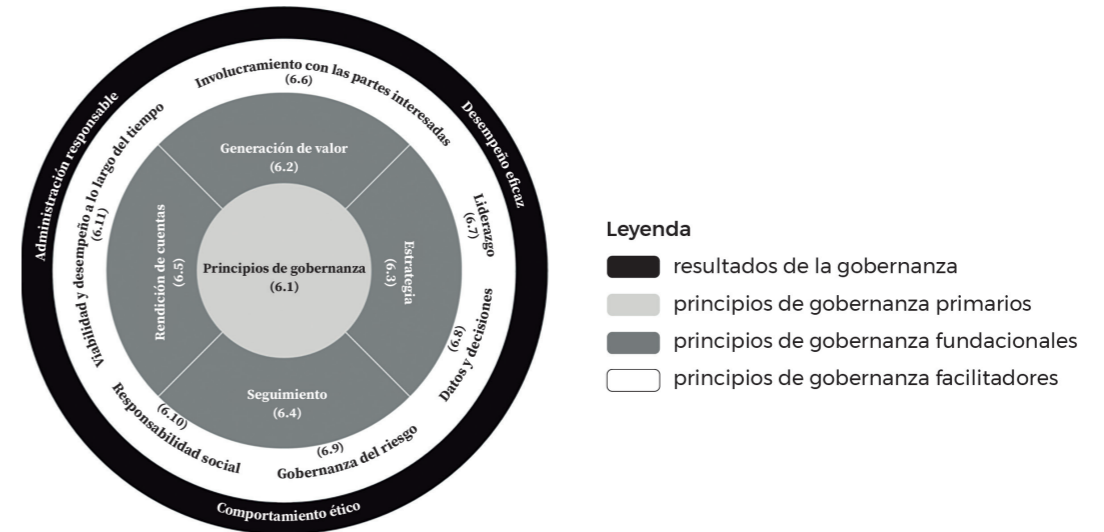 Involucramiento con las partes interesadas
(6.6)
Desempeño eficaz
Administración responsable
Viabilidad y desempeño a lo largo del tiempo
(6.11)
Generación de valor
(6.2)
Liderazgo
(6.7)
Rendición de cuentas
(6.5)
Principios de gobernanza
(6.1)
Estrategia
(6.3)
Datos y decisiones
(6.8)
Seguimiento
(6.4)
Responsabilidad social
(6.10)
(6.9)
Gobernanza del riesgo
Comportamiento ético
Leyenda
resultados de la gobernanza
principios de gobernanza primarios
principios de gobernanza fundacionales
principios de gobernanza facilitadores